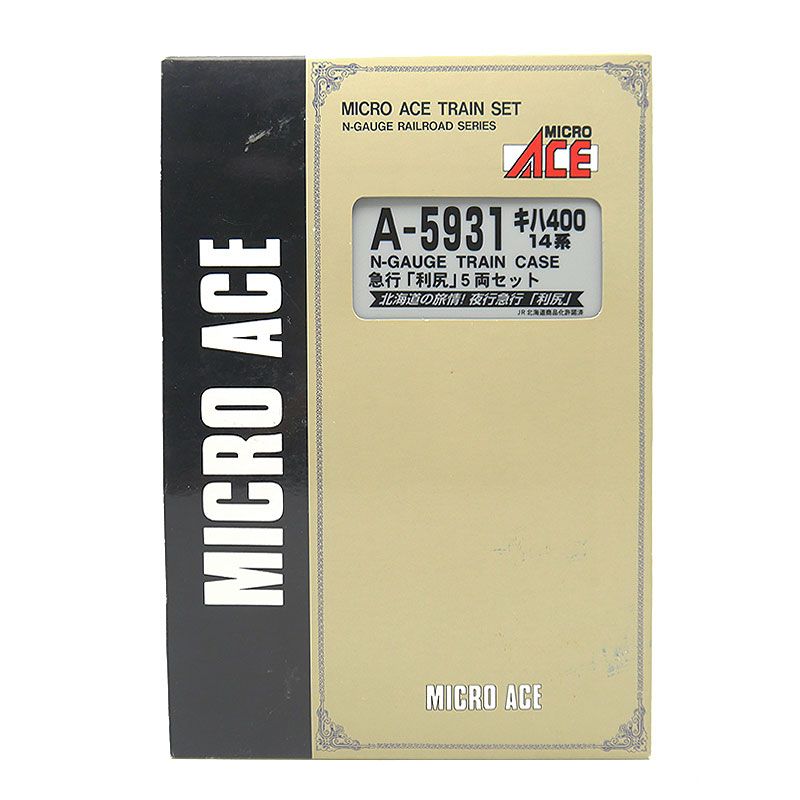 MICRO ACE
MICRO ACE TRAIN SET
N-GAUGE RAILROAD SERIES
MICRO
ACE
A-5931 キハ400
14系
N-GAUGE TRAIN CASE
急行「利尻」5両セット
北海道の旅情!夜行急行「利尻」
JR北海道商品化許諾済
MICRO ACE